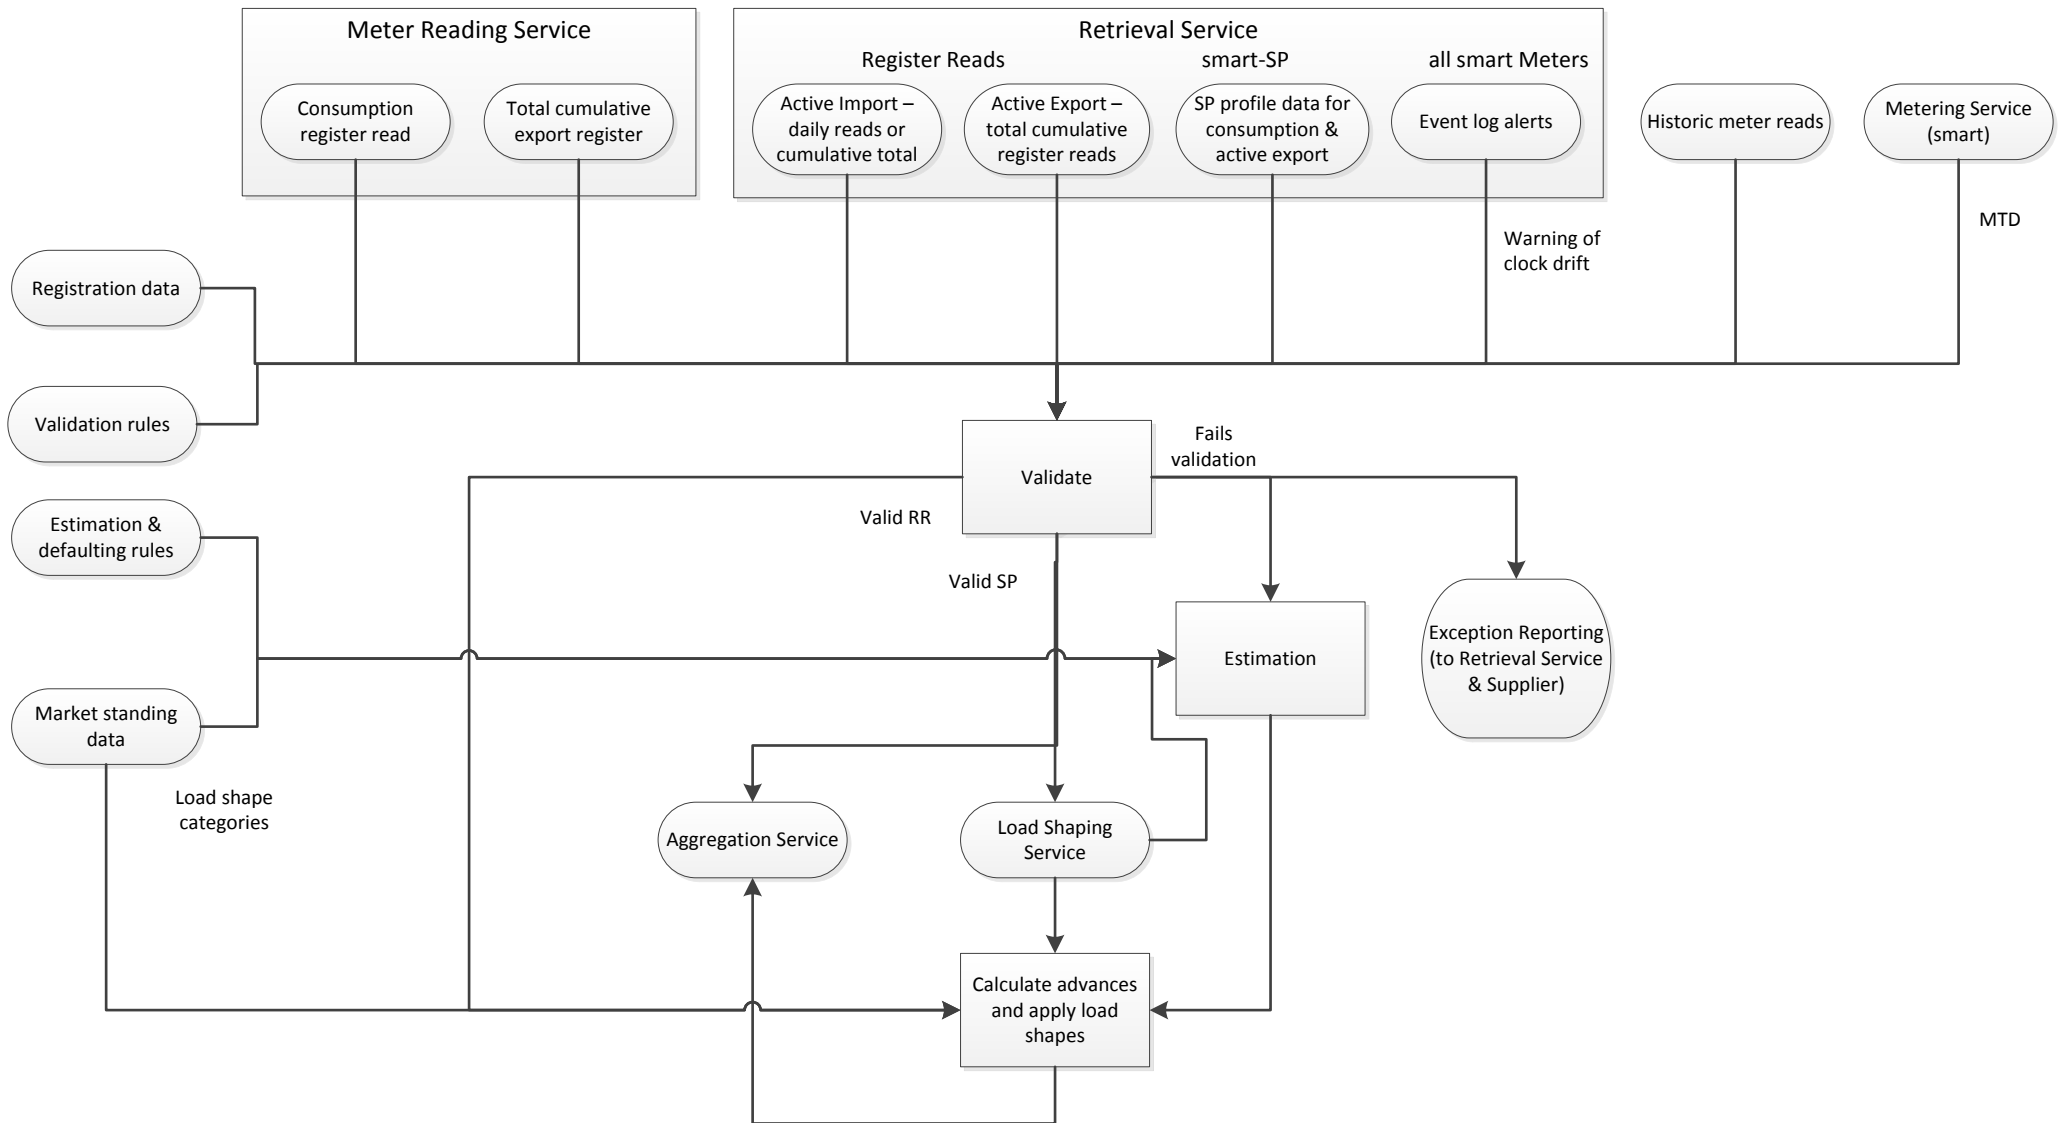 Meter Reading Service
Retrieval Service
Register Reads
smart-SP
all smart Meters
Consumption
register read
Total cumulative
export register
Active Import –
daily reads or
cumulative total
Active Export –
total cumulative
register reads
SP profile data for
consumption &
active export
Event log alerts
Historic meter reads
Metering Service
(smart)
MTD
Warning of
clock drift
Registration data
Validation rules
Validate
Fails
validation
Valid RR
Valid SP
Estimation &
defaulting rules
Estimation
Exception Reporting
(to Retrieval Service
& Supplier)
Market standing
data
Load shape
categories
Aggregation Service
Load Shaping
Service
Calculate advances
and apply load
shapes